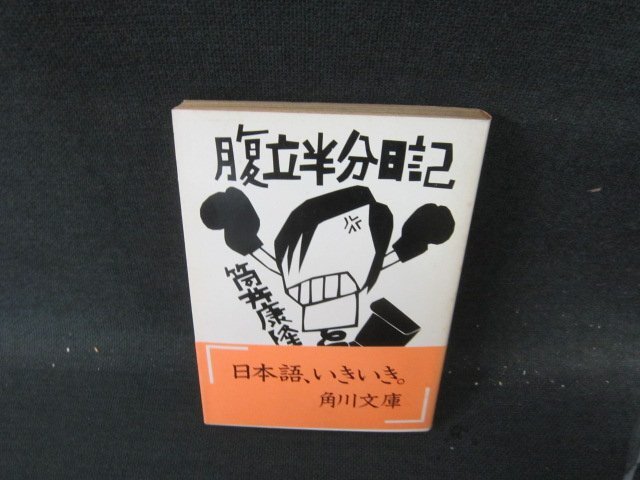 腹立半分日記
筒井康隆
日本語、いきいき。
角川文庫